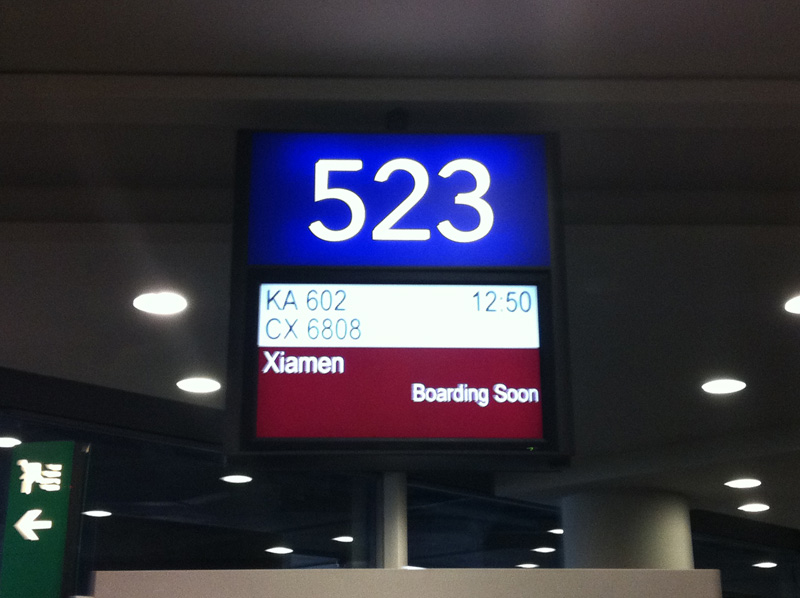 523
KA 602 12:50
CX 6808
Xiamen
Boarding Soon